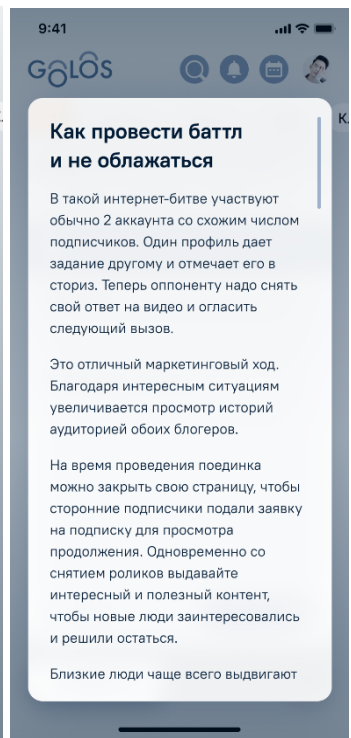 9:41
GOLOS
К.
Как провести баттл
и не облажаться
В такой интернет-битве участвуют
обычно 2 аккаунта со схожим числом
подписчиков. Один профиль дает
задание другому и отмечает его в
сториз. Теперь оппоненту надо снять
свой ответ на видео и огласить
следующий вызов.
Это отличный маркетинговый ход.
Благодаря интересным ситуациям
увеличивается просмотр историй
аудиторией обоих блогеров.
На время проведения поединка
можно закрыть свою страницу, чтобы
сторонние подписчики подали заявку
на подписку для просмотра
продолжения. Одновременно со
снятием роликов выдавайте
интересный и полезный контент,
чтобы новые люди заинтересовались
и решили остаться.
Близкие люди чаще всего выдвигают